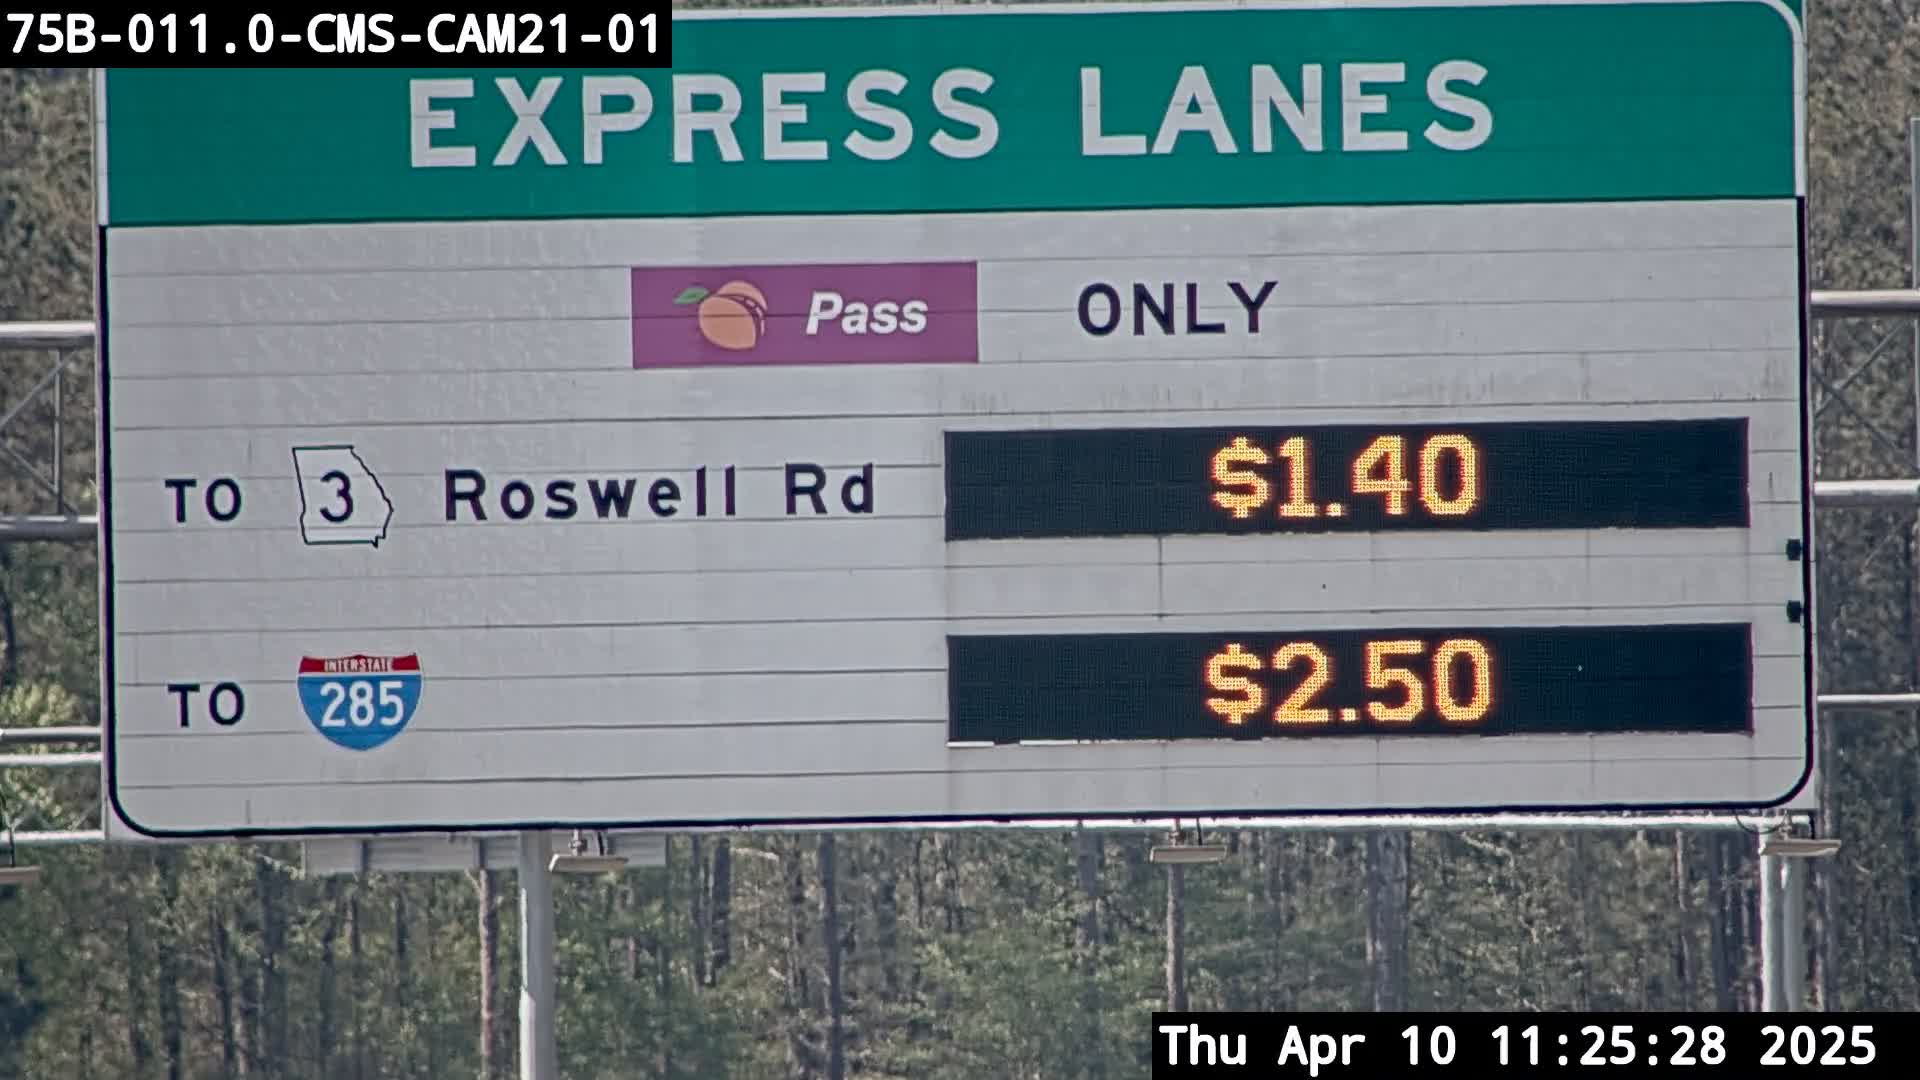 75B-011.0-CMS-CAM21-01
EXPRESS LANES
Pass ONLY
TO 3 Roswell Rd $1.40
TO INTERSTATE 285 $2.50
Thu Apr 10 11:25:28 2025